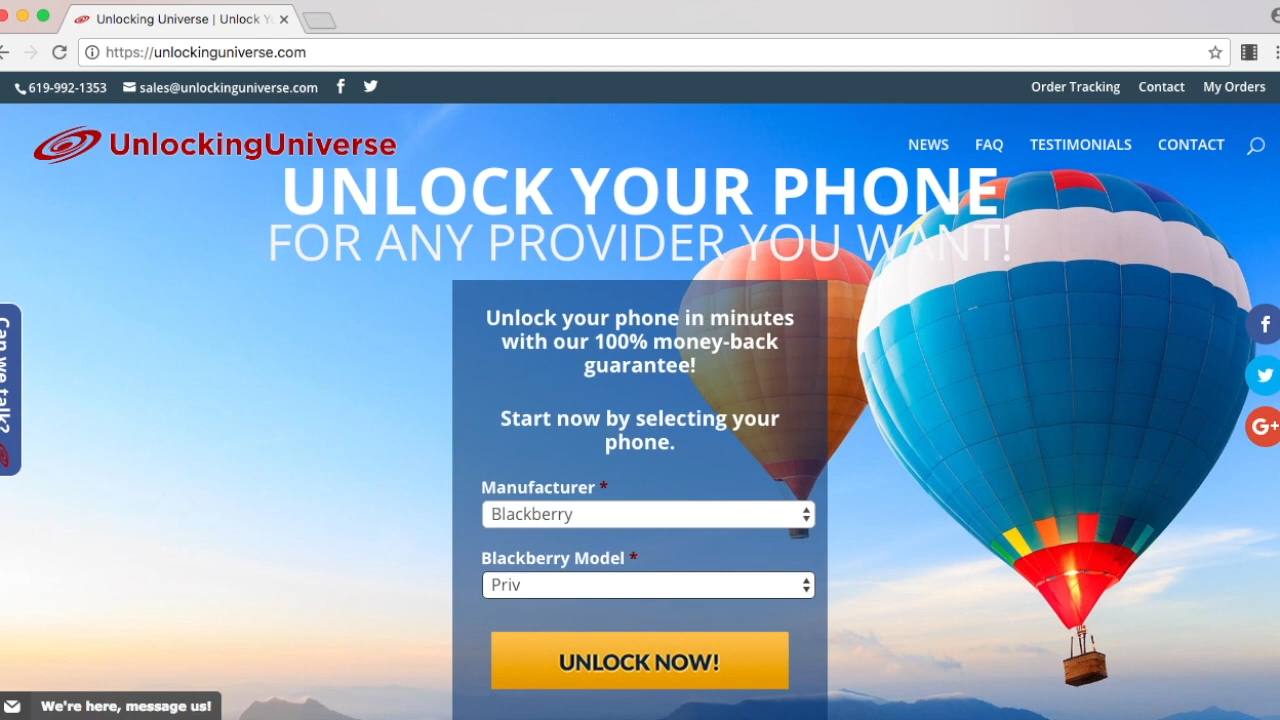 Unlocking Universe | Unlock Yo
https://unlockinguniverse.com
619-992-1353 sales@unlockinguniverse.com f Order Tracking Contact My Orders
UnlockingUniverse NEWS FAQ TESTIMONIALS CONTACT
UNLOCK YOUR PHONE
FOR ANY PROVIDER YOU WANT!
Unlock your phone in minutes
with our 100% money-back
guarantee!
Start now by selecting your
phone.
Manufacturer *
Blackberry
Blackberry Model *
Priv
UNLOCK NOW!
Can we talk?
f
G+
We're here, message us!